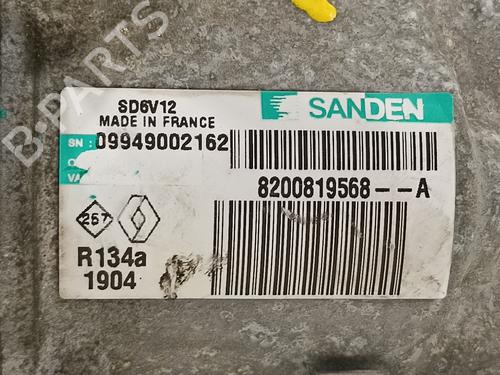 B-PARTS
SD6V12
MADE IN FRANCE
SANDEN
SN : 09949002162
8200819568--A
257
R134a
1904